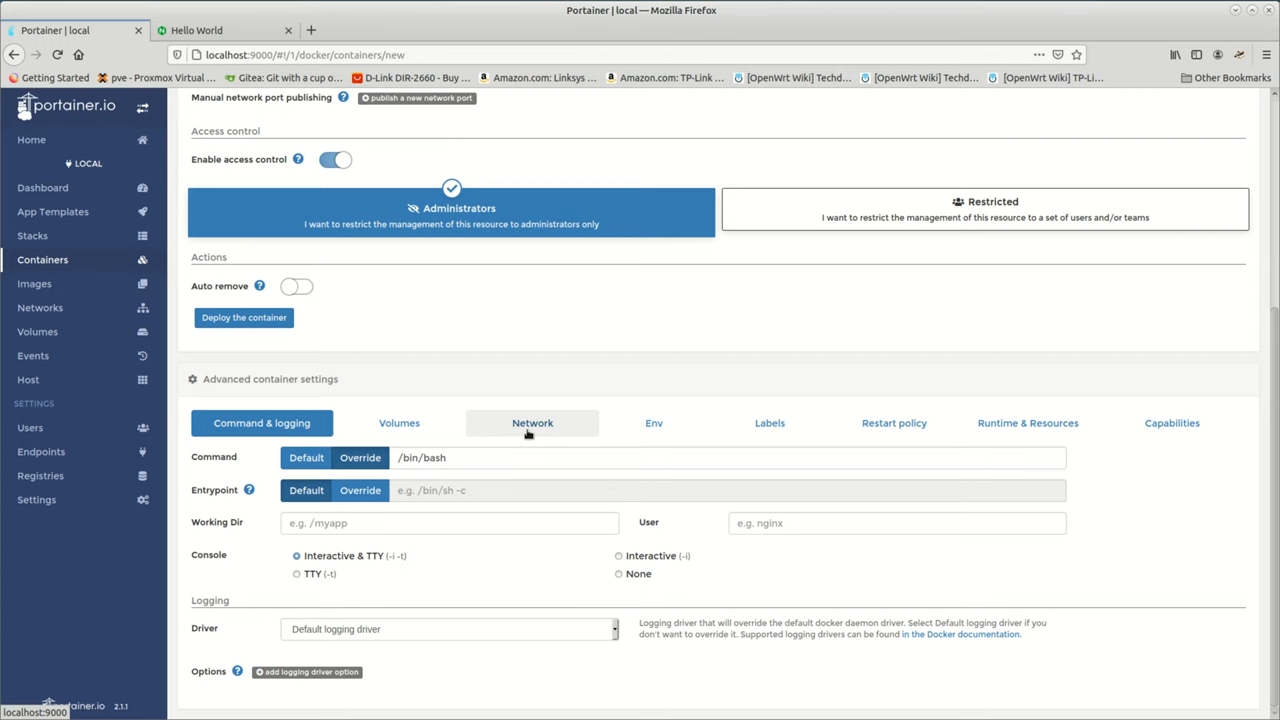 Portainer | local — Mozilla Firefox
Portainer | local
Hello World
localhost:9000/#!/1/docker/containers/new
Getting Started
pve - Proxmox Virtual ...
Gitea: Git with a cup o...
D-Link DIR-2660 - Buy ...
Amazon.com: Linksys ...
Amazon.com: TP-Link ...
[OpenWrt Wiki] Techd...
[OpenWrt Wiki] Techd...
[OpenWrt Wiki] TP-L...
Other Bookmarks
portainer.io
Home
LOCAL
Dashboard
App Templates
Stacks
Containers
Images
Networks
Volumes
Events
Host
SETTINGS
Users
Endpoints
Registries
Settings
portainer.io 2.1.1
localhost:9000
Manual network port publishing
publish a new network port
Access control
Enable access control
Administrators
I want to restrict the management of this resource to administrators only
Restricted
I want to restrict the management of this resource to a set of users and/or teams
Actions
Auto remove
Deploy the container
Advanced container settings
Command & logging
Volumes
Network
Env
Labels
Restart policy
Runtime & Resources
Capabilities
Command
Default
Override
/bin/bash
Entrypoint
Default
Override
e.g. /bin/sh -c
Working Dir
e.g. /myapp
User
e.g. nginx
Console
Interactive & TTY (-i -t)
Interactive (-i)
TTY (-t)
None
Logging
Driver
Default logging driver
Logging driver that will override the default docker daemon driver. Select Default logging driver if you
don't want to override it. Supported logging drivers can be found in the Docker documentation.
Options
add logging driver option